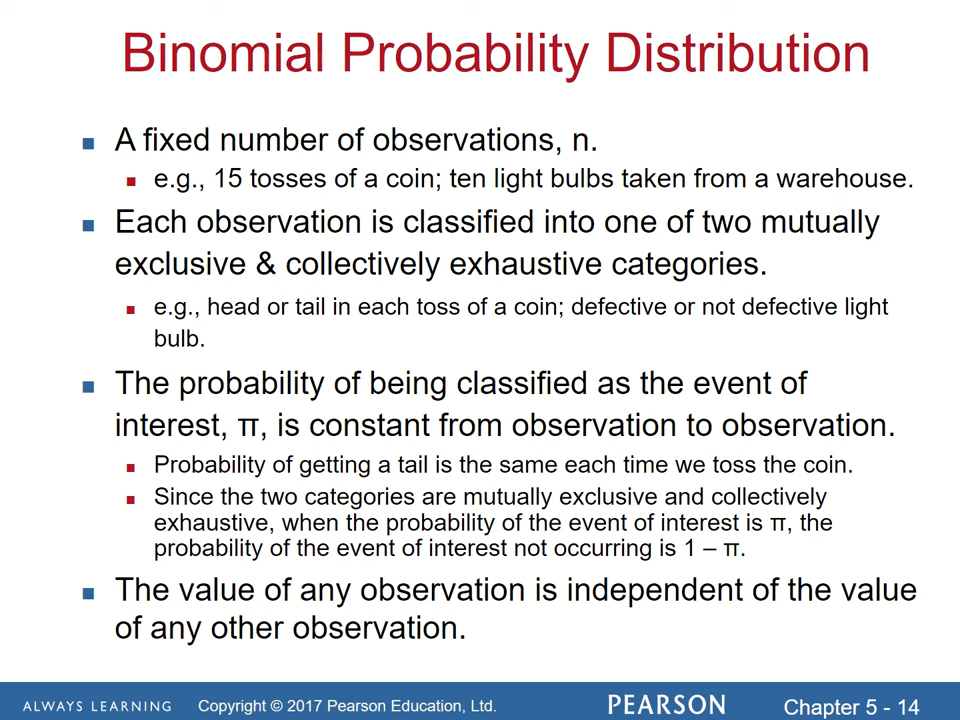 Binomial Probability Distribution
A fixed number of observations, n.
e.g., 15 tosses of a coin; ten light bulbs taken from a warehouse.
Each observation is classified into one of two mutually
exclusive & collectively exhaustive categories.
e.g., head or tail in each toss of a coin; defective or not defective light
bulb.
The probability of being classified as the event of
interest, π, is constant from observation to observation.
Probability of getting a tail is the same each time we toss the coin.
Since the two categories are mutually exclusive and collectively
exhaustive, when the probability of the event of interest is π, the
probability of the event of interest not occurring is 1 – π.
The value of any observation is independent of the value
of any other observation.
ALWAYS LEARNING Copyright © 2017 Pearson Education, Ltd. PEARSON Chapter 5 - 14